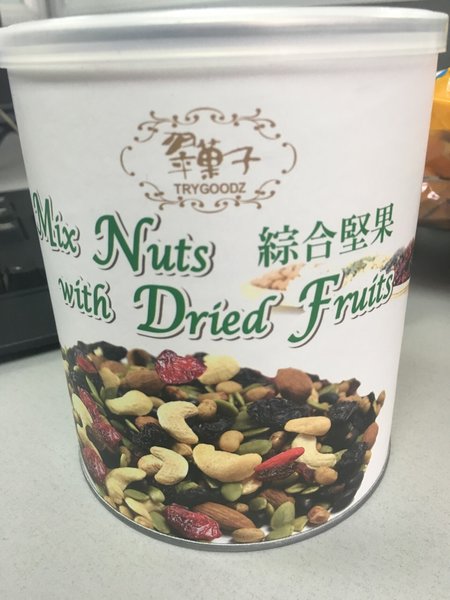 翠菓子
TRYGOODZ
Mix Nuts 綜合堅果
with Dried Fruits